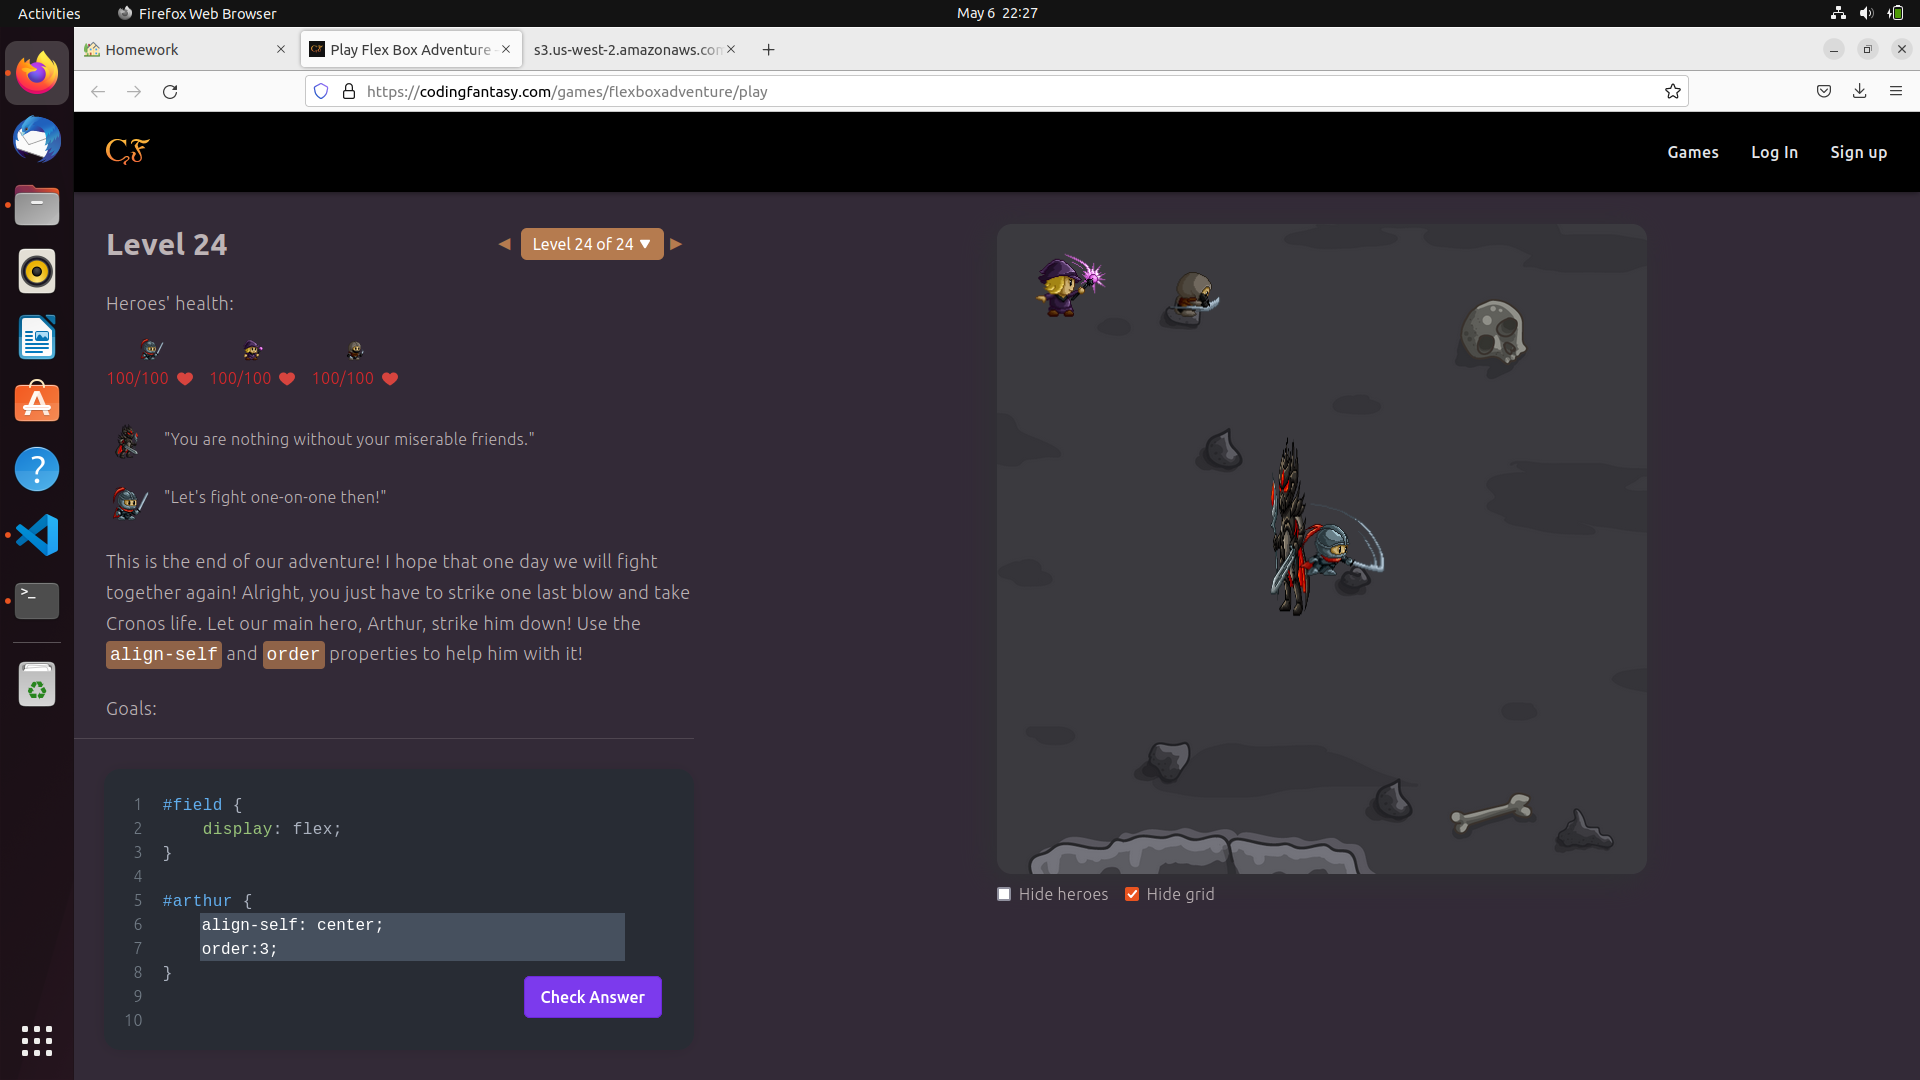 Activities
Firefox Web Browser
May 6 22:27
Homework
Play Flex Box Adventure
s3.us-west-2.amazonaws.com
https://codingfantasy.com/games/flexboxadventure/play
CF
Games
Log In
Sign up
Level 24
◀ Level 24 of 24 ▼ ▶
Heroes' health:
100/100 100/100 100/100
"You are nothing without your miserable friends."
"Let's fight one-on-one then!"
This is the end of our adventure! I hope that one day we will fight
together again! Alright, you just have to strike one last blow and take
Cronos life. Let our main hero, Arthur, strike him down! Use the
align-self and order properties to help him with it!
Goals:
1 #field {
2 display: flex;
3 }
4
5 #arthur {
6 align-self: center;
7 order:3;
8 }
9
10
Check Answer
Hide heroes
Hide grid